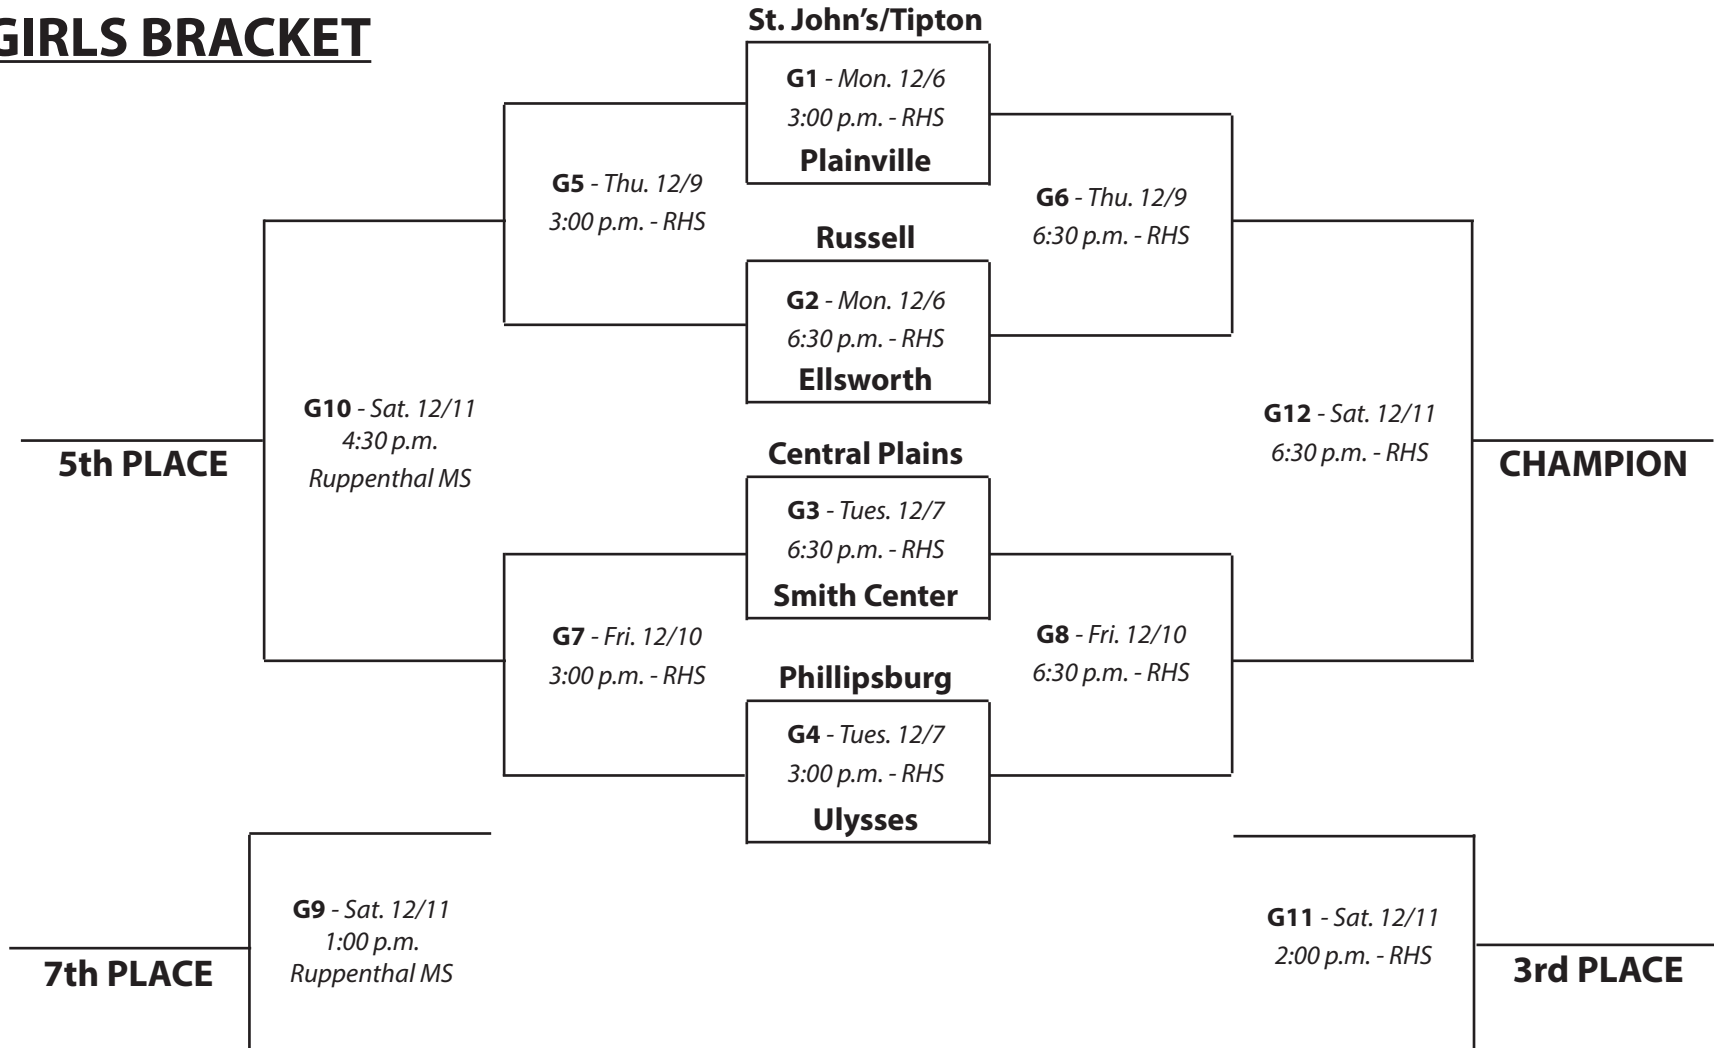 GIRLS BRACKET
St. John's/Tipton
G1 - Mon. 12/6
3:00 p.m. - RHS
Plainville
G5 - Thu. 12/9
3:00 p.m. - RHS
G6 - Thu. 12/9
6:30 p.m. - RHS
Russell
G2 - Mon. 12/6
6:30 p.m. - RHS
Ellsworth
G10 - Sat. 12/11
4:30 p.m.
Ruppenthal MS
5th PLACE
G12 - Sat. 12/11
6:30 p.m. - RHS
CHAMPION
Central Plains
G3 - Tues. 12/7
6:30 p.m. - RHS
Smith Center
G7 - Fri. 12/10
3:00 p.m. - RHS
G8 - Fri. 12/10
6:30 p.m. - RHS
Phillipsburg
G4 - Tues. 12/7
3:00 p.m. - RHS
Ulysses
G9 - Sat. 12/11
1:00 p.m.
Ruppenthal MS
7th PLACE
G11 - Sat. 12/11
2:00 p.m. - RHS
3rd PLACE